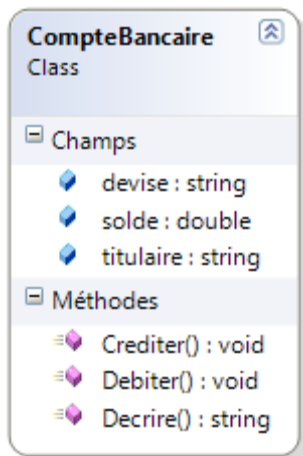 CompteBancaire
Class
Champs
devise : string
solde : double
titulaire : string
Méthodes
Crediter() : void
Debiter() : void
Decrire() : string